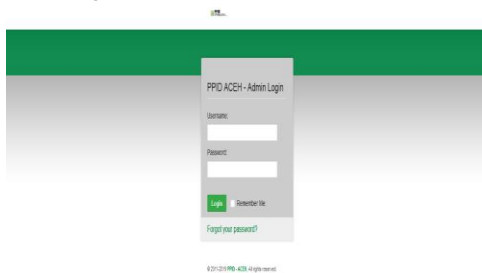 PPID ACEH - Admin Login
Username:
Password:
Login Remember Me
Forgot your password?
PPID - ACEH, All rights reserved.